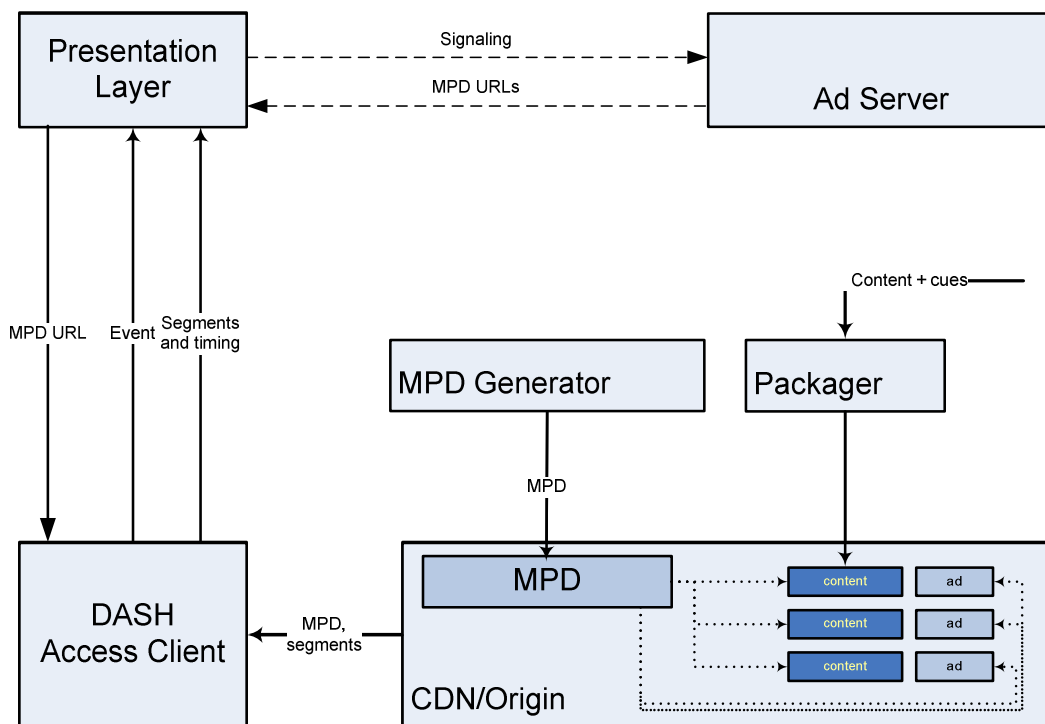 Presentation
Layer
Signaling
MPD URLs
Ad Server
Content + cues
MPD URL
Event
Segments
and timing
MPD Generator
Packager
MPD
DASH
Access Client
MPD,
segments
MPD
content
ad
content
ad
content
ad
CDN/Origin